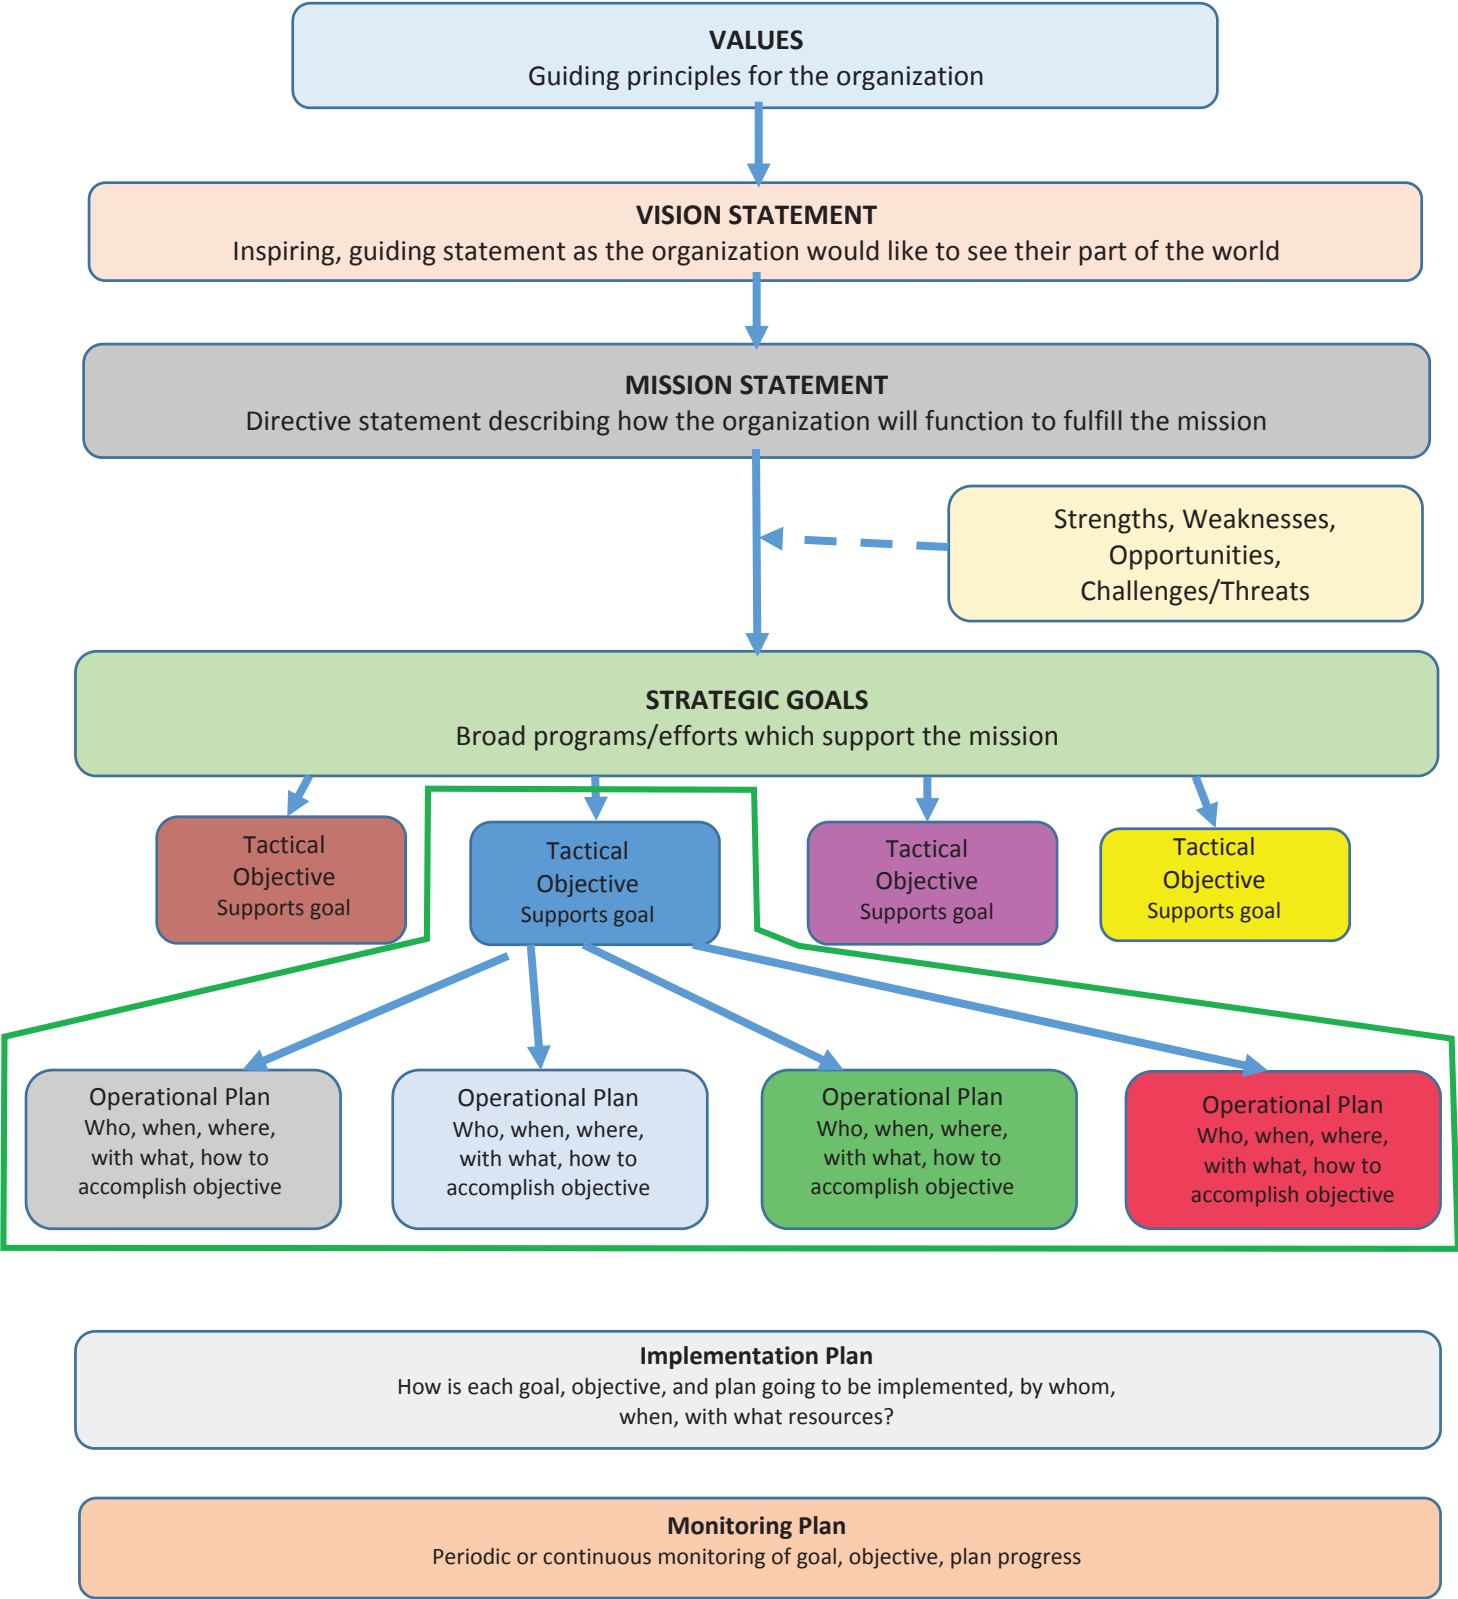 VALUES
Guiding principles for the organization
VISION STATEMENT
Inspiring, guiding statement as the organization would like to see their part of the world
MISSION STATEMENT
Directive statement describing how the organization will function to fulfill the mission
Strengths, Weaknesses,
Opportunities,
Challenges/Threats
STRATEGIC GOALS
Broad programs/efforts which support the mission
Tactical
Objective
Supports goal
Tactical
Objective
Supports goal
Tactical
Objective
Supports goal
Tactical
Objective
Supports goal
Operational Plan
Who, when, where,
with what, how to
accomplish objective
Operational Plan
Who, when, where,
with what, how to
accomplish objective
Operational Plan
Who, when, where,
with what, how to
accomplish objective
Operational Plan
Who, when, where,
with what, how to
accomplish objective
Implementation Plan
How is each goal, objective, and plan going to be implemented, by whom,
when, with what resources?
Monitoring Plan
Periodic or continuous monitoring of goal, objective, plan progress